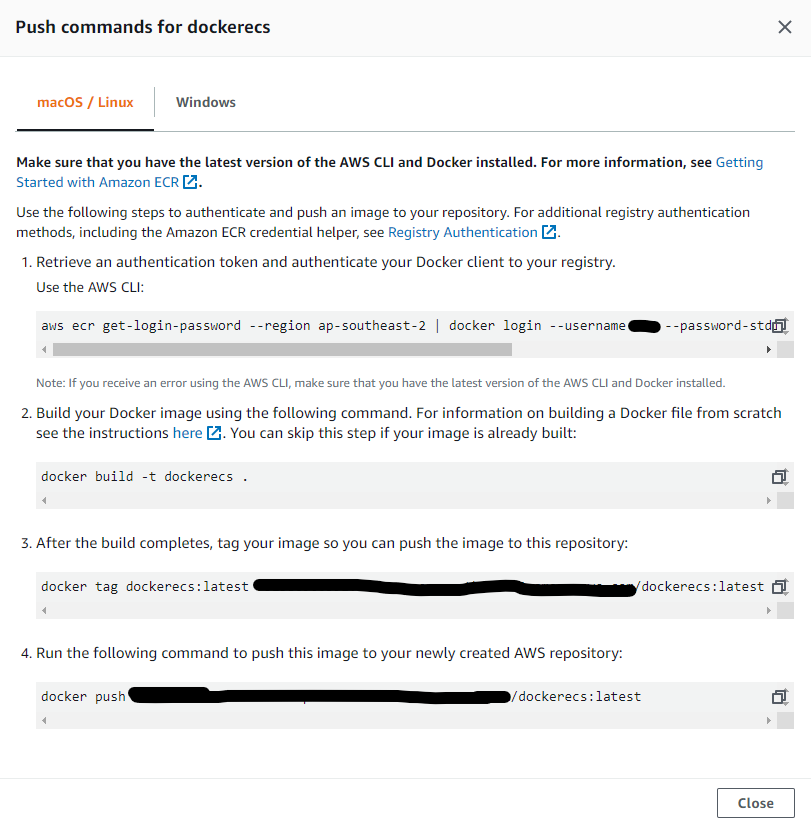 Push commands for dockerecs
macOS / Linux
Windows
Make sure that you have the latest version of the AWS CLI and Docker installed. For more information, see Getting
Started with Amazon ECR.
Use the following steps to authenticate and push an image to your repository. For additional registry authentication
methods, including the Amazon ECR credential helper, see Registry Authentication.
1. Retrieve an authentication token and authenticate your Docker client to your registry.
Use the AWS CLI:
aws ecr get-login-password --region ap-southeast-2 | docker login --username --password-std
Note: If you receive an error using the AWS CLI, make sure that you have the latest version of the AWS CLI and Docker installed.
2. Build your Docker image using the following command. For information on building a Docker file from scratch
see the instructions here. You can skip this step if your image is already built:
docker build -t dockerecs .
3. After the build completes, tag your image so you can push the image to this repository:
docker tag dockerecs:latest /dockerecs:latest
4. Run the following command to push this image to your newly created AWS repository:
docker push /dockerecs:latest
Close